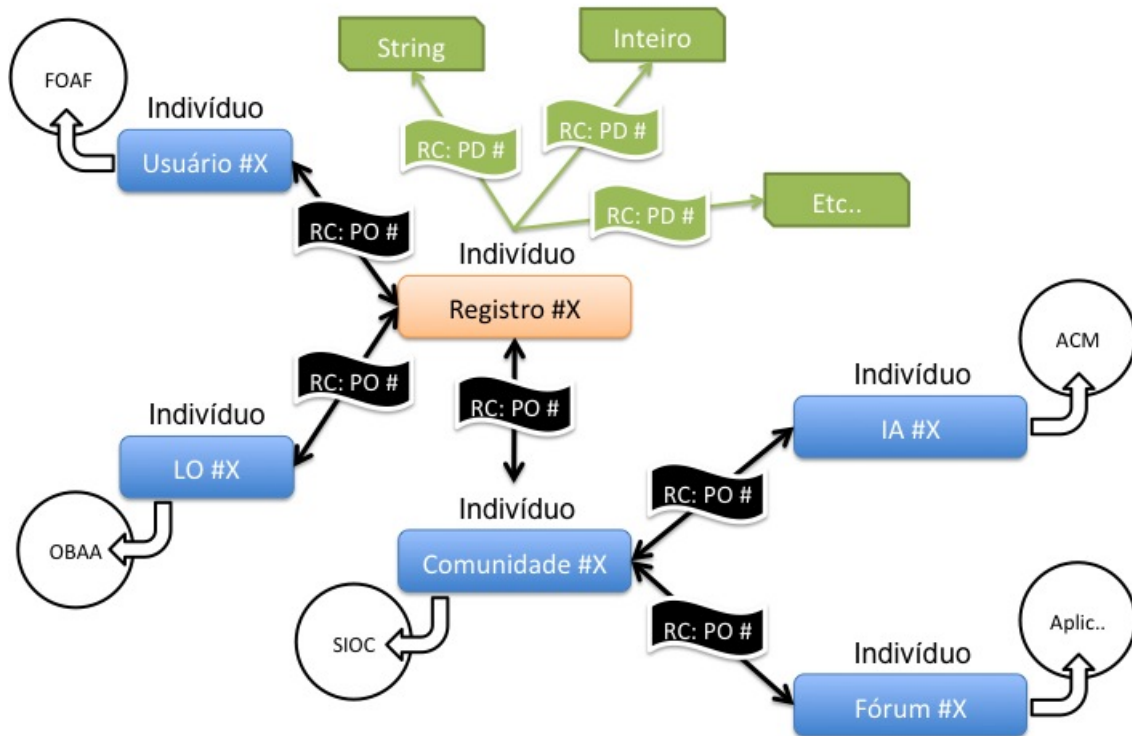 String
Inteiro
FOAF
Indivíduo
Usuário #X
RC: PD #
RC: PD #
RC: PD #
Etc..
RC: PO #
Indivíduo
Registro #X
RC: PO #
RC: PO #
ACM
Indivíduo
LO #X
Indivíduo
IA #X
OBAA
RC: PO #
Indivíduo
Comunidade #X
SIOC
RC: PO #
Aplic..
Indivíduo
Fórum #X